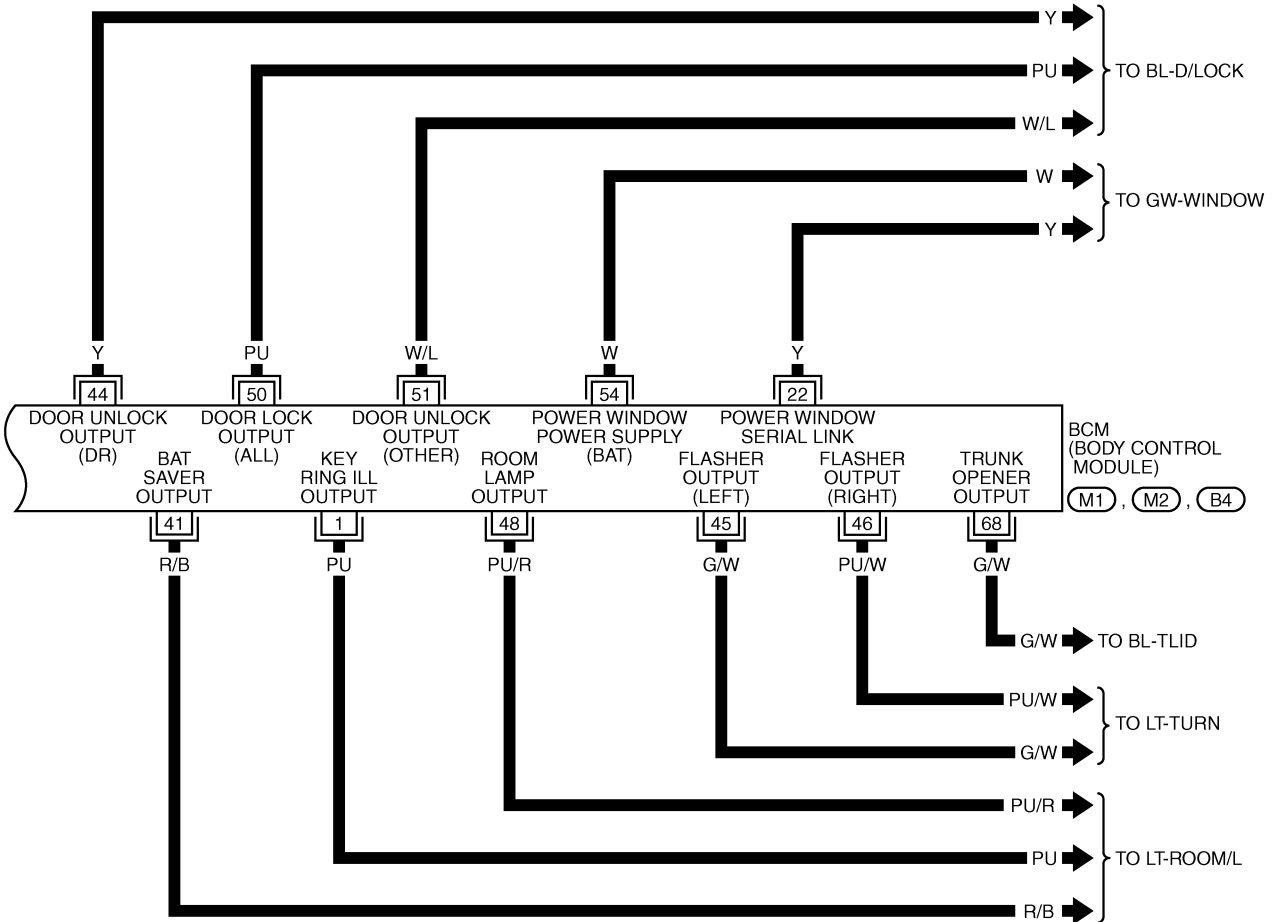 Y
PU
TO BL-D/LOCK
W/L
W
TO GW-WINDOW
Y
Y
PU
W/L
W
Y
44
50
51
54
22
DOOR UNLOCK
OUTPUT
(DR)
DOOR LOCK
OUTPUT
(ALL)
DOOR UNLOCK
OUTPUT
(OTHER)
POWER WINDOW
POWER SUPPLY
(BAT)
POWER WINDOW
SERIAL LINK
BCM
(BODY CONTROL
MODULE)
M1 , M2 , B4
BAT
SAVER
OUTPUT
KEY
RING ILL
OUTPUT
ROOM
LAMP
OUTPUT
FLASHER
OUTPUT
(LEFT)
FLASHER
OUTPUT
(RIGHT)
TRUNK
OPENER
OUTPUT
41
1
48
45
46
68
R/B
PU
PU/R
G/W
PU/W
G/W
G/W
TO BL-TLID
PU/W
TO LT-TURN
G/W
PU/R
PU
TO LT-ROOM/L
R/B